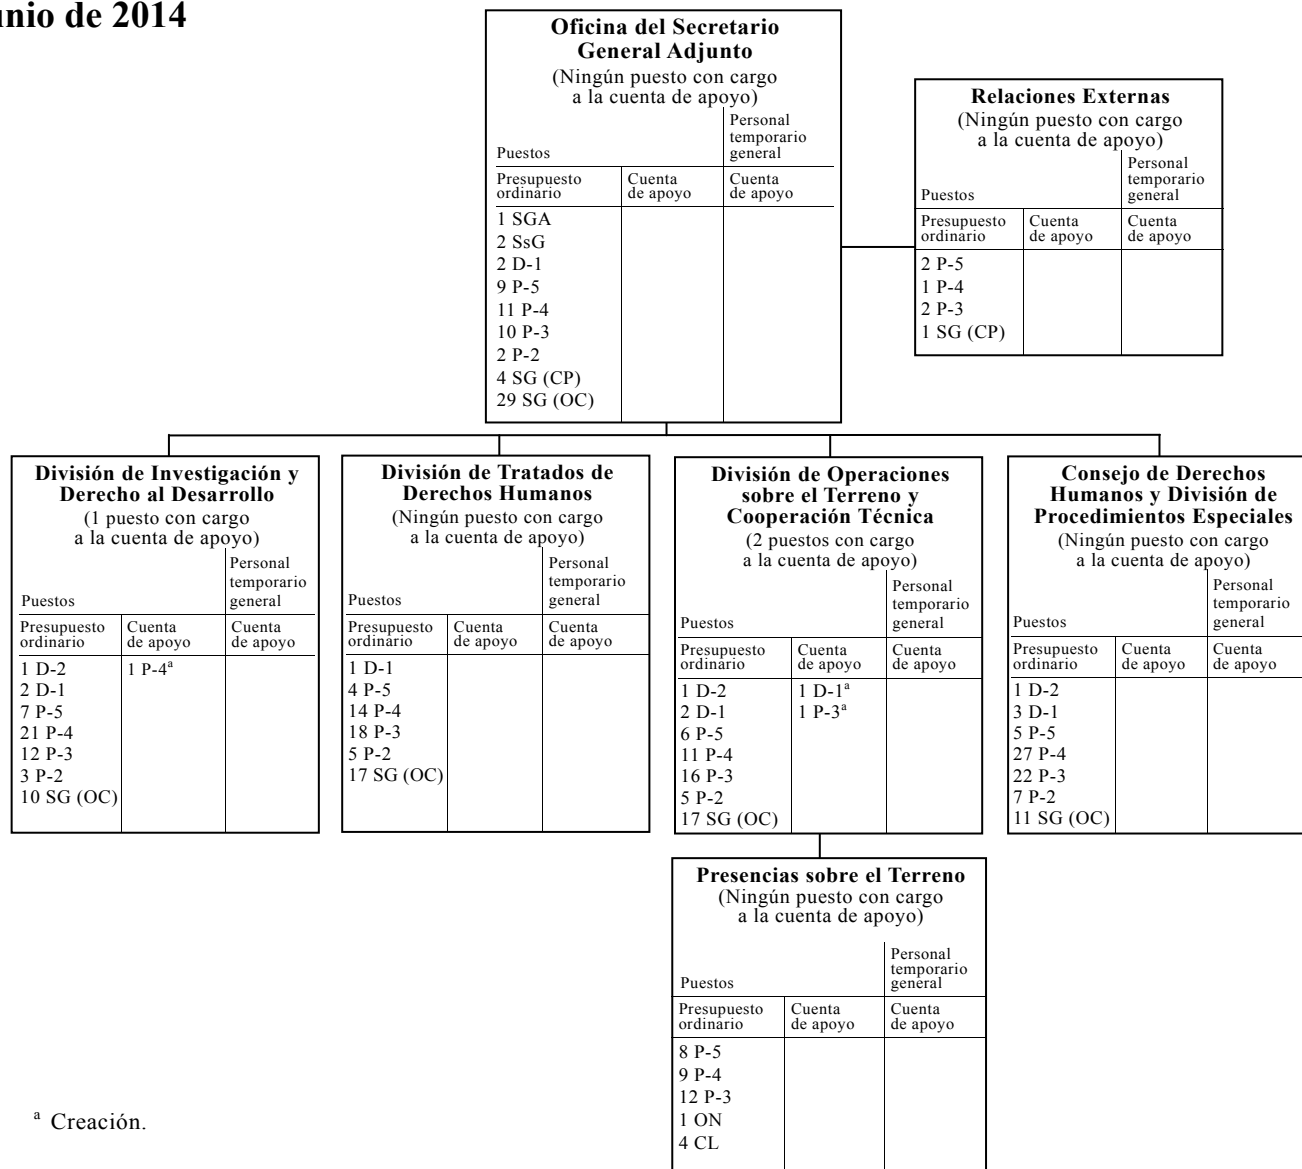 unio de 2014
Oficina del Secretario
General Adjunto
(Ningún puesto con cargo
a la cuenta de apoyo)
Personal
temporario
general
Puestos
Presupuesto
ordinario
Cuenta
de apoyo
Cuenta
de apoyo
1 SGA
2 SsG
2 D-1
9 P-5
11 P-4
10 P-3
2 P-2
4 SG (CP)
29 SG (OC)
Relaciones Externas
(Ningún puesto con cargo
a la cuenta de apoyo)
Personal
temporario
general
Puestos
Presupuesto
ordinario
Cuenta
de apoyo
Cuenta
de apoyo
2 P-5
1 P-4
2 P-3
1 SG (CP)
División de Investigación y
Derecho al Desarrollo
(1 puesto con cargo
a la cuenta de apoyo)
Personal
temporario
general
Puestos
Presupuesto
ordinario
Cuenta
de apoyo
Cuenta
de apoyo
1 D-2
2 D-1
7 P-5
21 P-4
12 P-3
3 P-2
10 SG (OC)
1 P-4ª
División de Tratados de
Derechos Humanos
(Ningún puesto con cargo
a la cuenta de apoyo)
Personal
temporario
general
Puestos
Presupuesto
ordinario
Cuenta
de apoyo
Cuenta
de apoyo
1 D-1
4 P-5
14 P-4
18 P-3
5 P-2
17 SG (OC)
División de Operaciones
sobre el Terreno y
Cooperación Técnica
(2 puestos con cargo
a la cuenta de apoyo)
Personal
temporario
general
Puestos
Presupuesto
ordinario
Cuenta
de apoyo
Cuenta
de apoyo
1 D-2
2 D-1
6 P-5
11 P-4
16 P-3
5 P-2
17 SG (OC)
1 D-1ª
1 P-3ª
Consejo de Derechos
Humanos y División de
Procedimientos Especiales
(Ningún puesto con cargo
a la cuenta de apoyo)
Personal
temporario
general
Puestos
Presupuesto
ordinario
Cuenta
de apoyo
Cuenta
de apoyo
1 D-2
3 D-1
5 P-5
27 P-4
22 P-3
7 P-2
11 SG (OC)
Presencias sobre el Terreno
(Ningún puesto con cargo
a la cuenta de apoyo)
Personal
temporario
general
Puestos
Presupuesto
ordinario
Cuenta
de apoyo
Cuenta
de apoyo
8 P-5
9 P-4
12 P-3
1 ON
4 CL
ª Creación.